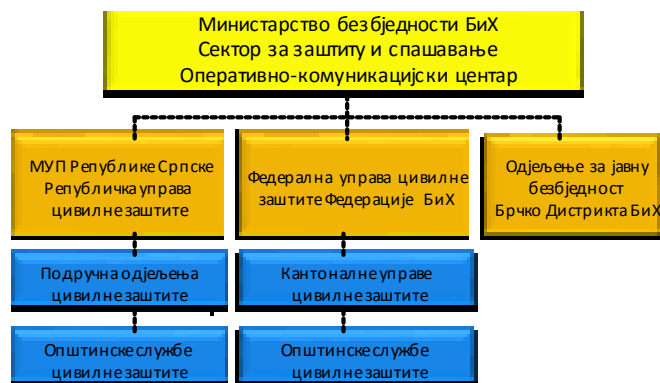 Министарство безбједности БиХ
Сектор за заштиту и спашавање
Оперативно-комуникацијски центар
МУП Републике Српске
Републичка управа
цивилне заштите
Федерална управа цивилне
заштите Федерације БиХ
Одјељење за јавну
безбједност
Брчко Дистрикта БиХ
Подручна одјељења
цивилне заштите
Кантоналне управе
цивилне заштите
Општинске службе
цивилне заштите
Општинске службе
цивилне заштите